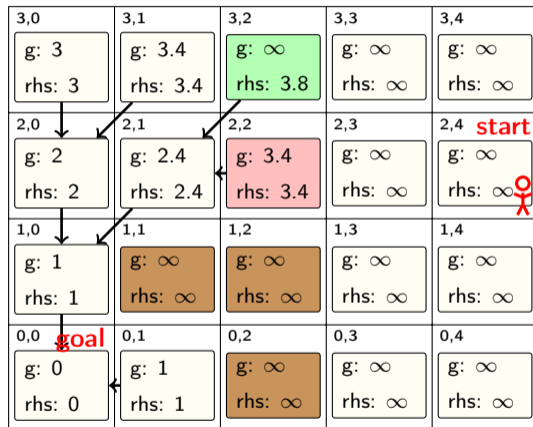 3,0 3,1 3,2 3,3 3,4
g: 3 g: 3.4 g: ∞ g: ∞ g: ∞
rhs: 3 rhs: 3.4 rhs: 3.8 rhs: ∞ rhs: ∞
2,0 2,1 2,2 2,3 2,4 start
g: 2 g: 2.4 g: 3.4 g: ∞ g: ∞
rhs: 2 rhs: 2.4 rhs: 3.4 rhs: ∞ rhs: ∞
1,0 1,1 1,2 1,3 1,4
g: 1 g: ∞ g: ∞ g: ∞ g: ∞
rhs: 1 rhs: ∞ rhs: ∞ rhs: ∞ rhs: ∞
0,0 goal 0,1 0,2 0,3 0,4
g: 0 g: 1 g: ∞ g: ∞ g: ∞
rhs: 0 rhs: 1 rhs: ∞ rhs: ∞ rhs: ∞